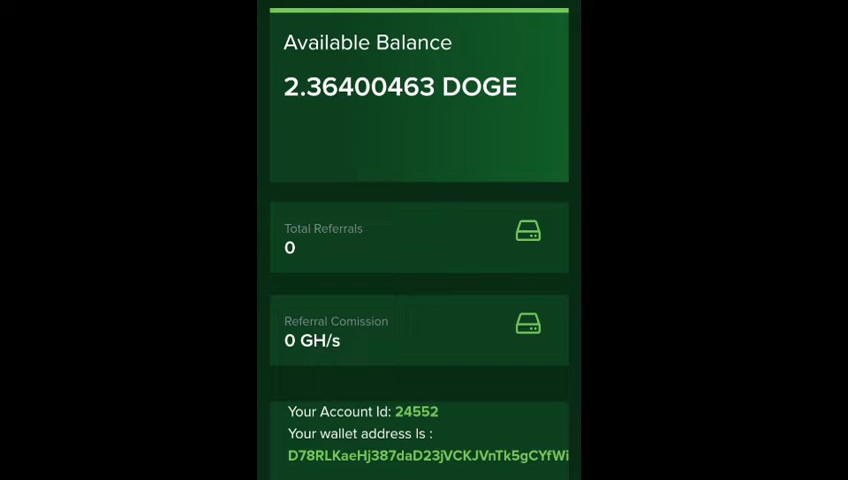 Available Balance
2.36400463 DOGE
Total Referrals
0
Referral Comission
0 GH/s
Your Account Id: 24552
Your wallet address Is :
D78RLKaeHj387daD23jVCKJVnTk5gCYfWi